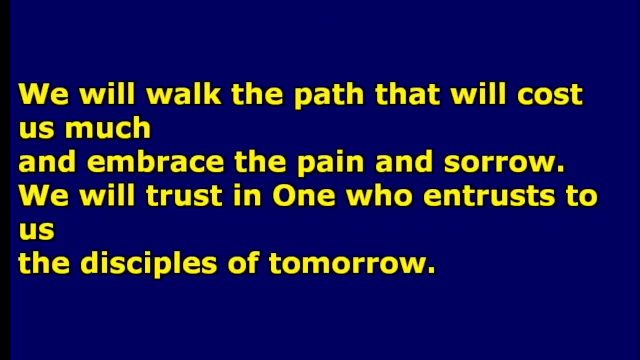 We will walk the path that will cost
us much
and embrace the pain and sorrow.
We will trust in One who entrusts to
us
the disciples of tomorrow.